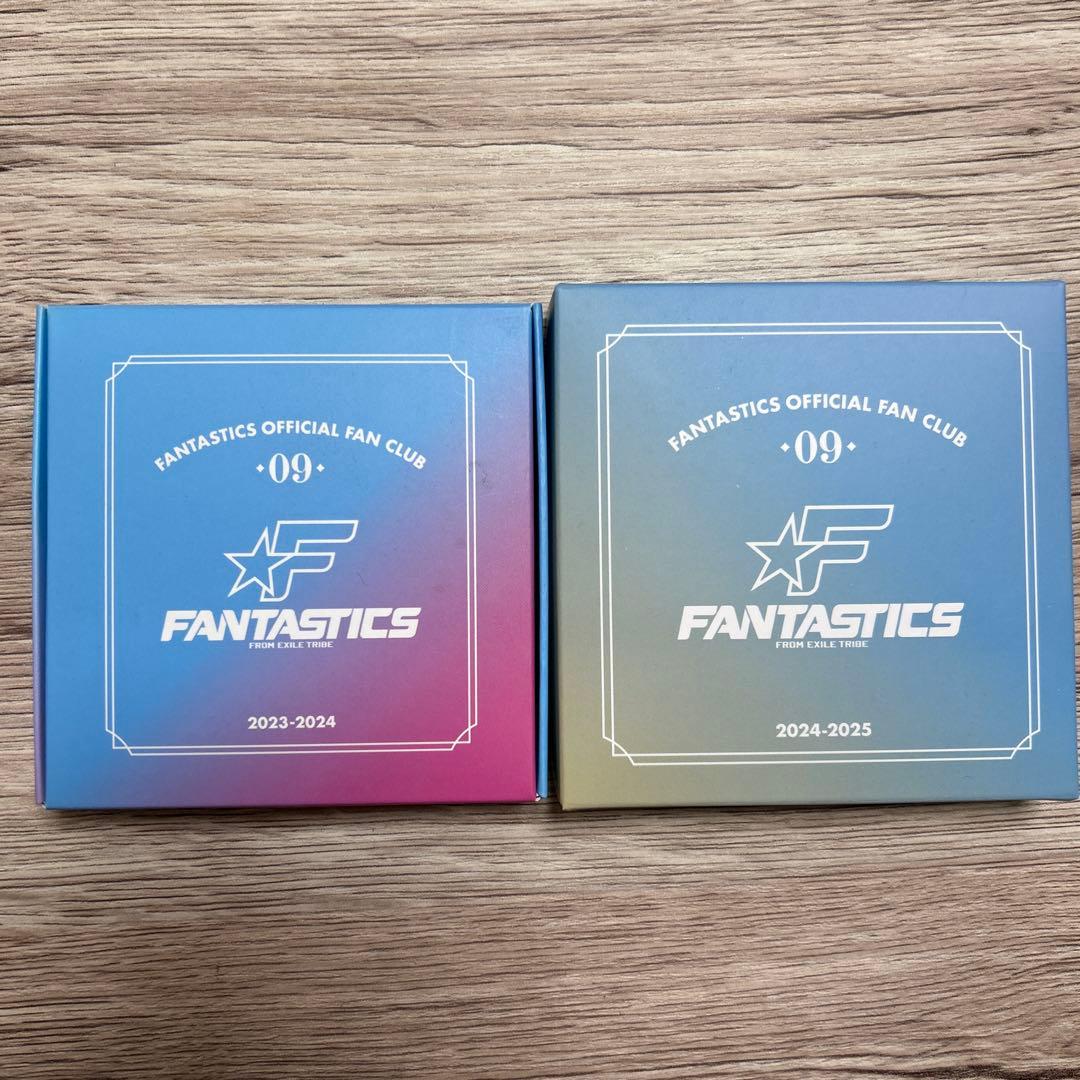 FANTASTICS OFFICIAL FAN CLUB
09
FANTASTICS
FROM EXILE TRIBE
2023-2024
FANTASTICS OFFICIAL FAN CLUB
09
FANTASTICS
FROM EXILE TRIBE
2024-2025